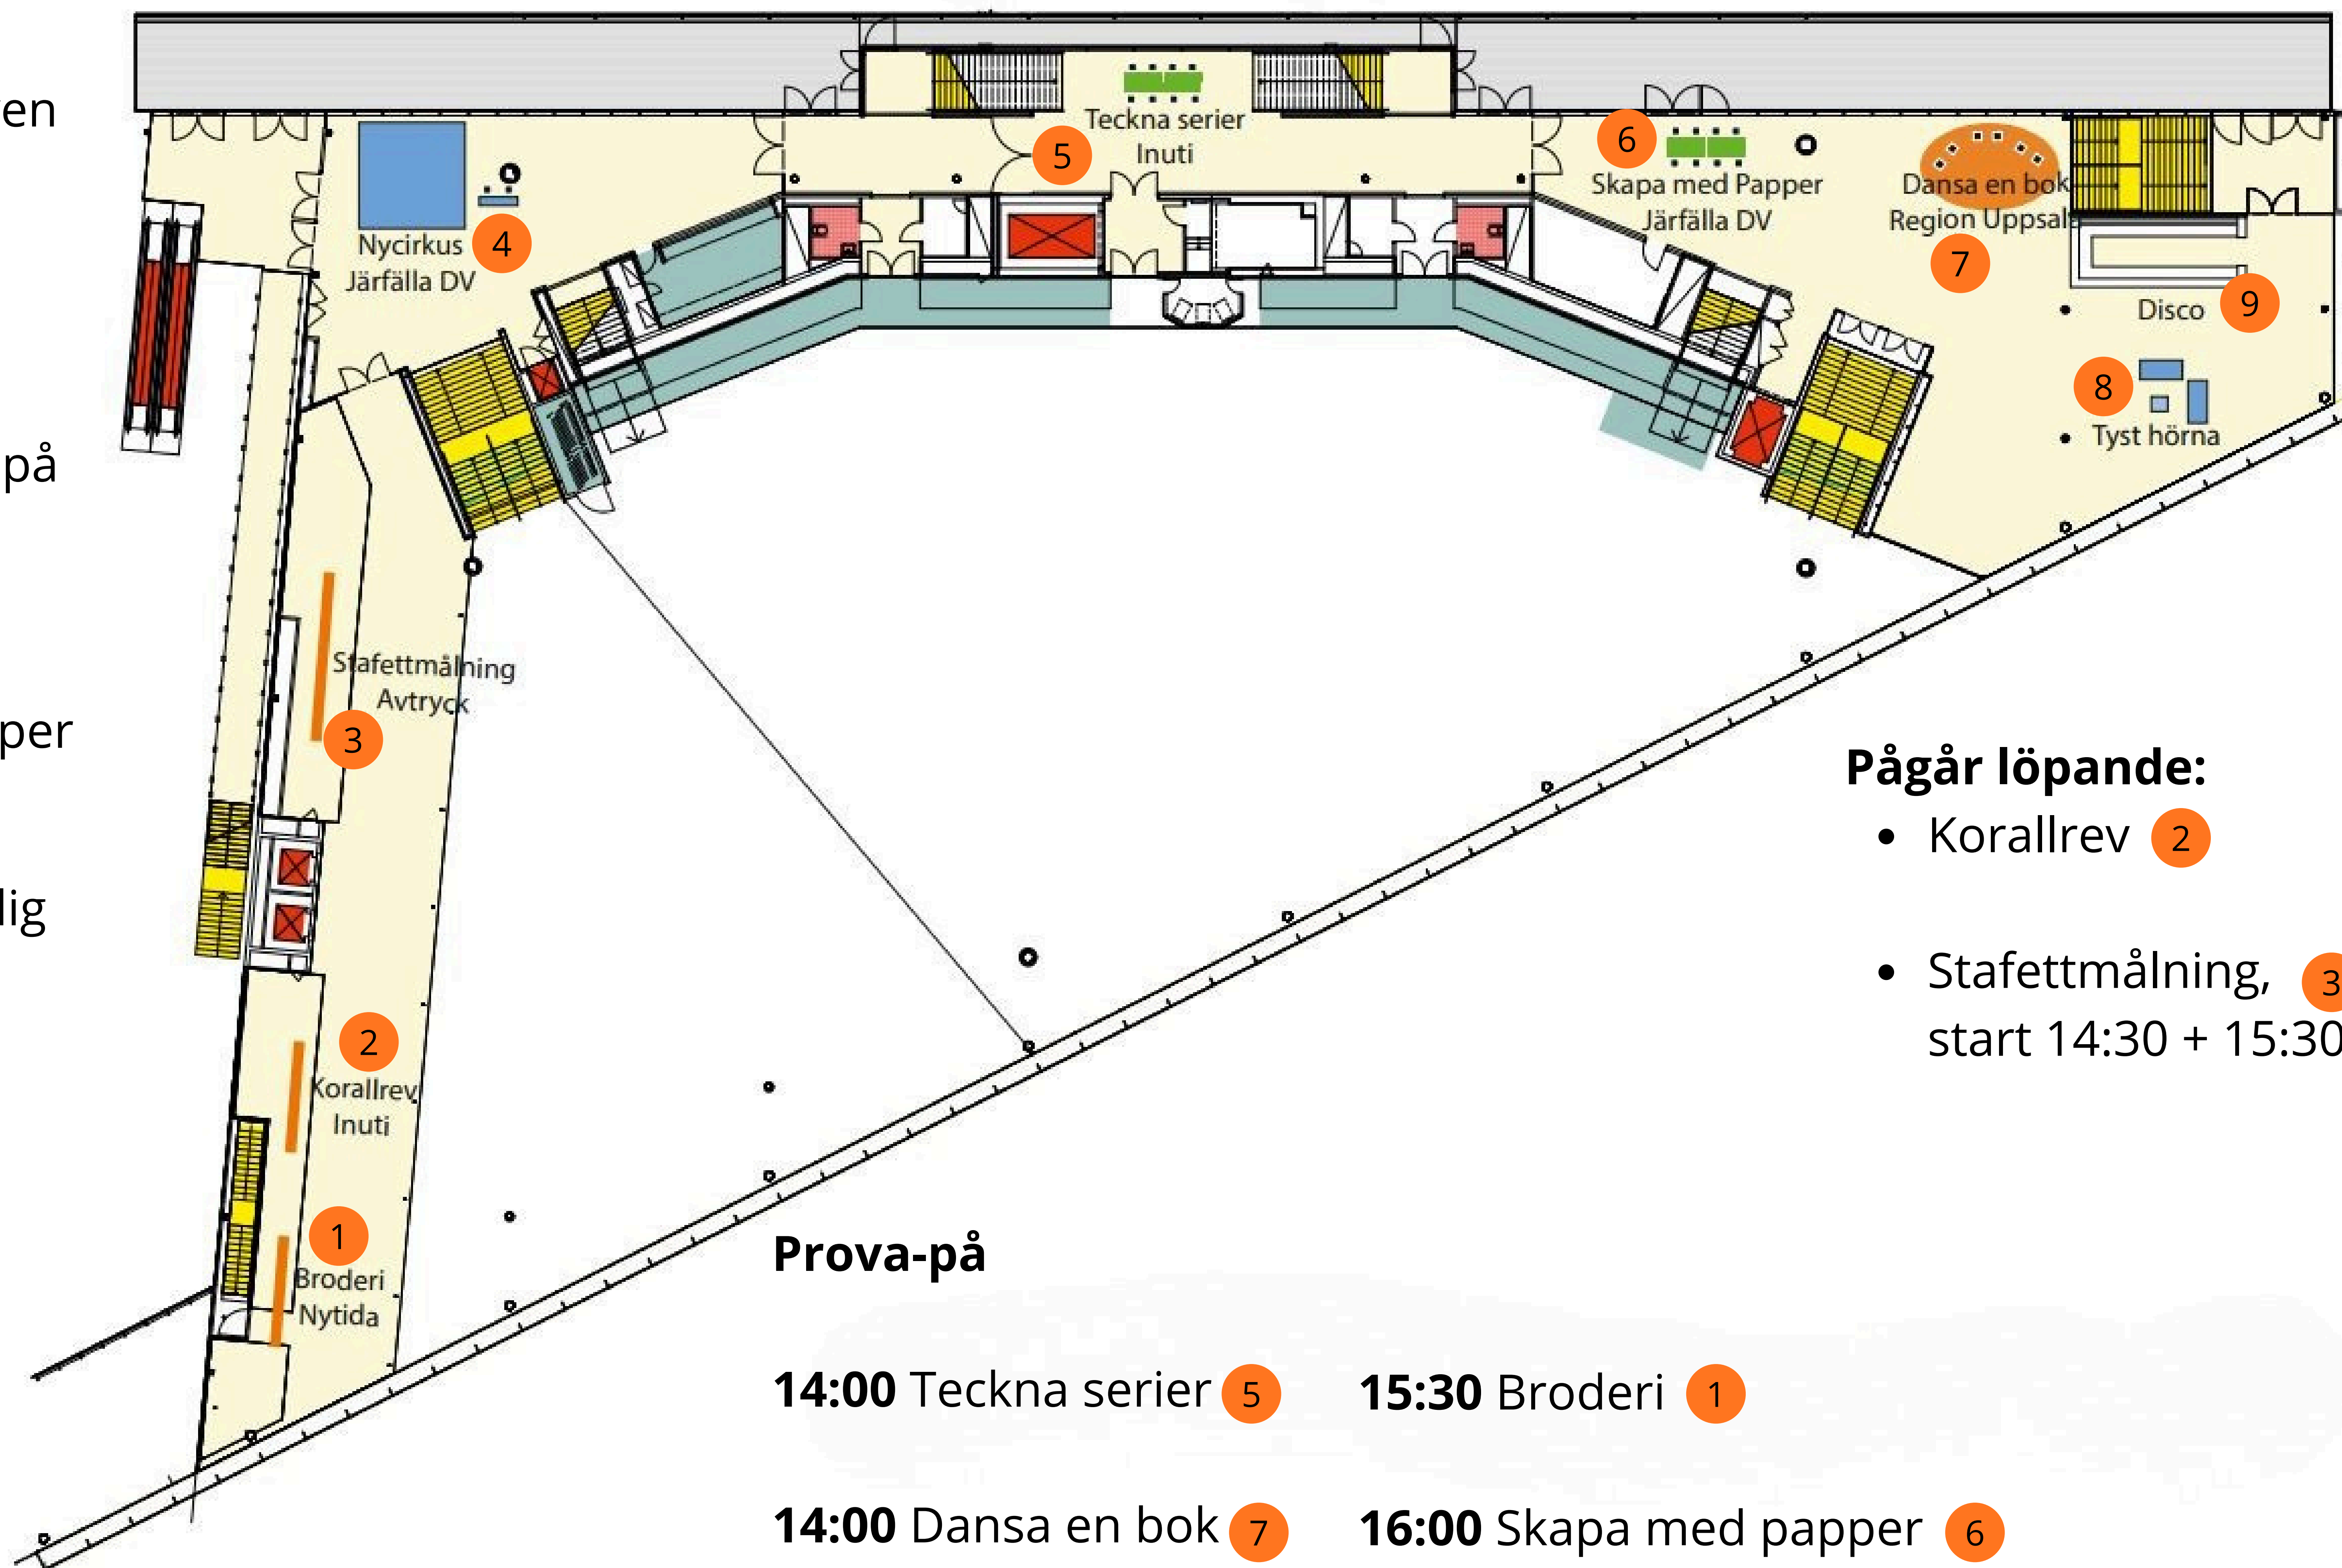 en
på
per
lig
Teckna serier
Inuti
5
6
Skapa med Papper
Järfälla DV
Dansa en bok
Region Uppsala
7
Nycirkus
Järfälla DV
4
Disco
9
8
Tyst hörna
Stafettmålning
Avtryck
3
2
Korallrev
Inuti
1
Broderi
Nytida
Pågår löpande:
• Korallrev 2
• Stafettmålning, 3
start 14:30 + 15:30
Prova-på
14:00 Teckna serier 5
14:00 Dansa en bok 7
15:30 Broderi 1
16:00 Skapa med papper 6